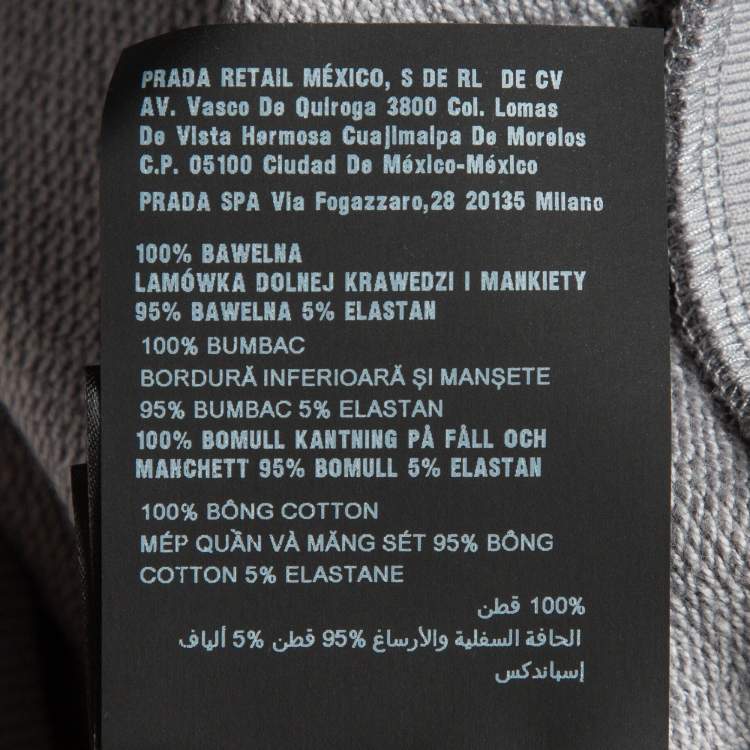 PRADA RETAIL MÉXICO, S DE RL DE CV
AV. Vasco De Quiroga 3800 Col. Lomas
De Vista Hermosa Cuajimalpa De Morelos
C.P. 05100 Ciudad De México-México
PRADA SPA Via Fogazzaro,28 20135 Milano
100% BAWELNA
LAMÓWKA DOLNEJ KRAWEDZI I MANKIETY
95% BAWELNA 5% ELASTAN
100% BUMBAC
BORDURĂ INFERIOARĂ ȘI MANȘETE
95% BUMBAC 5% ELASTAN
100% BOMULL KANTNING PÅ FÅLL OCH
MANCHETT 95% BOMULL 5% ELASTAN
100% BÔNG COTTON
MÉP QUẦN VÀ MĂNG SÉT 95% BÔNG
COTTON 5% ELASTANE
100% قطن
الحافة السفلية والأرساغ 95% قطن 5% ألياف
إسباندكس